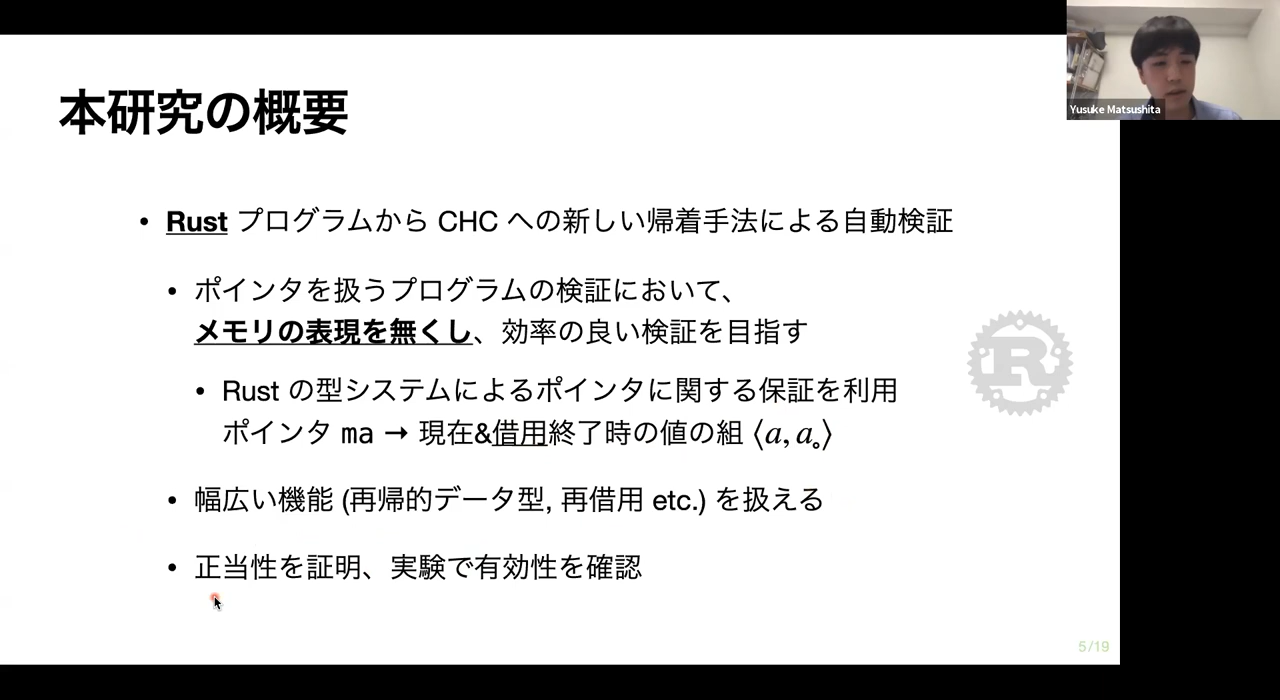 本研究の概要
Yusuke Matsushita
• Rust プログラムから CHC への新しい帰着手法による自動検証
• ポインタを扱うプログラムの検証において、
メモリの表現を無くし、効率の良い検証を目指す
• Rust の型システムによるポインタに関する保証を利用
ポインタ ma → 現在&借用終了時の値の組 ⟨a, a∘⟩
• 幅広い機能 (再帰的データ型, 再借用 etc.) を扱える
• 正当性を証明、実験で有効性を確認
R
5/19